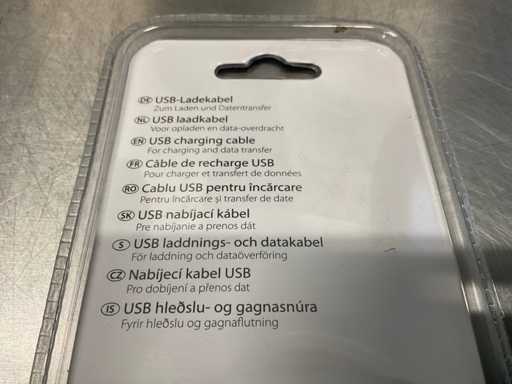 DE USB-Ladekabel
Zum Laden und Datentransfer
NL USB laadkabel
Voor opladen en data-overdracht
EN USB charging cable
For charging and data transfer
FR Câble de recharge USB
Pour charger et transfert de données
RO Cablu USB pentru încărcare
Pentru încărcare și transfer de date
SK USB nabíjací kábel
Pre nabíjanie a prenos dát
S USB laddnings- och datakabel
För laddning och dataöverföring
CZ Nabíjecí kabel USB
Pro dobíjení a přenos dat
IS USB hleðslu- og gagnasnúra
Fyrir hleðslu og gagnaflutning